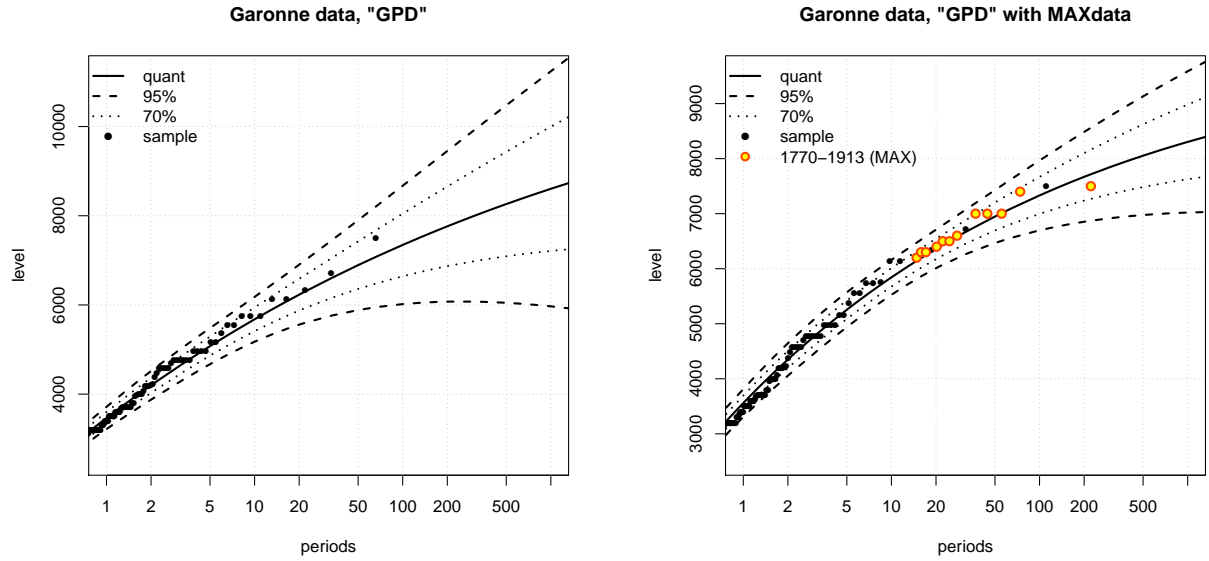 Garonne data, "GPD"
quant
95%
70%
sample
level
4000
6000
8000
10000
1 2 5 10 20 50 100 200 500
periods
Garonne data, "GPD" with MAXdata
quant
95%
70%
sample
1770–1913 (MAX)
level
3000
4000
5000
6000
7000
8000
9000
1 2 5 10 20 50 100 200 500
periods